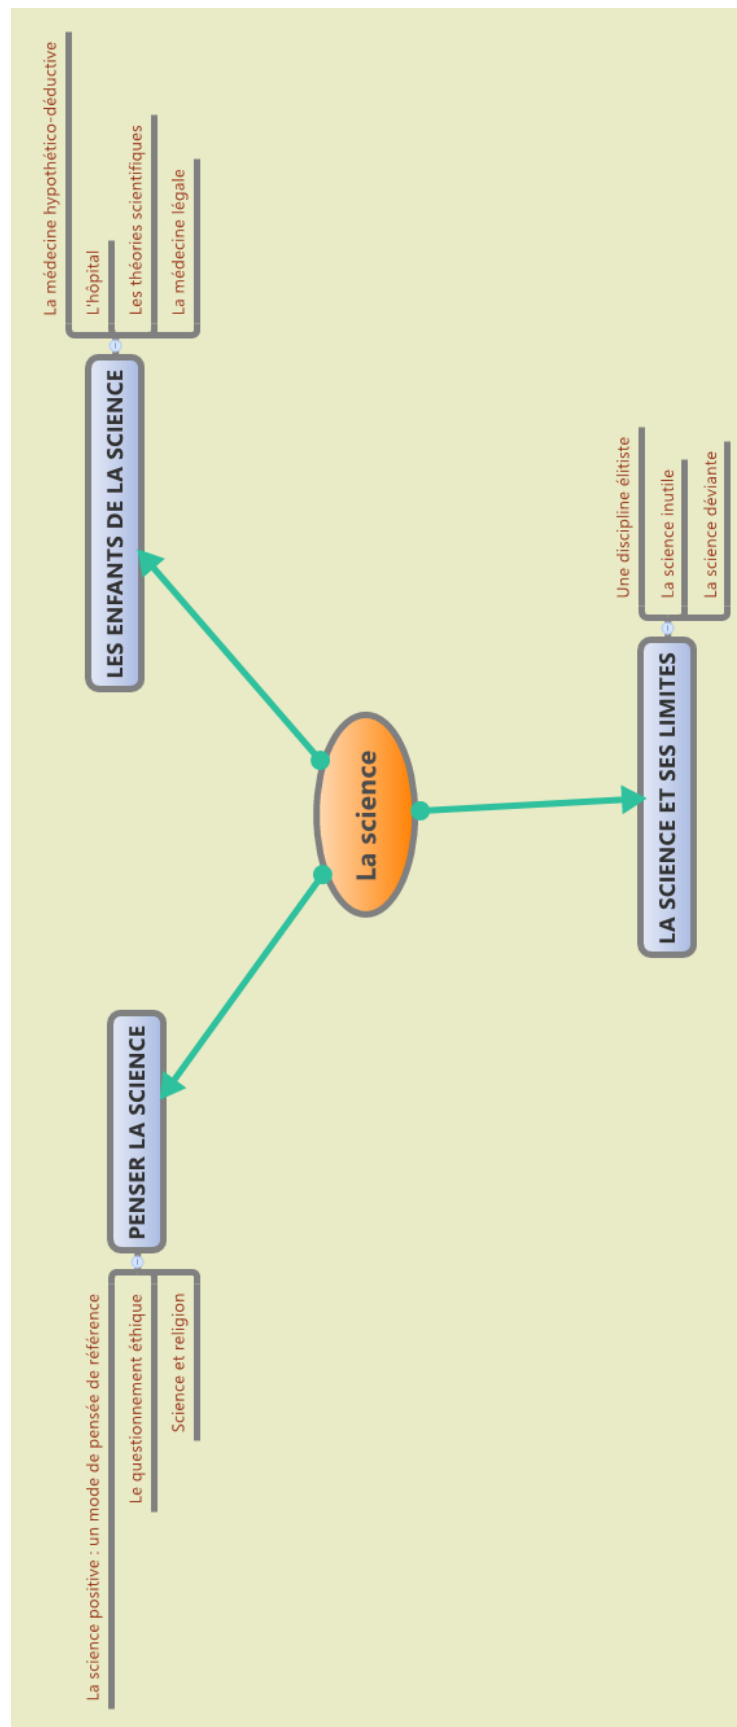 PENSER LA SCIENCE
La science positive : un mode de pensée de référence
Le questionnement éthique
Science et religion
LES ENFANTS DE LA SCIENCE
La médecine hypothético-déductive
L'hôpital
Les théories scientifiques
La médecine légale
La science
LA SCIENCE ET SES LIMITES
Une discipline élitiste
La science inutile
La science déviante